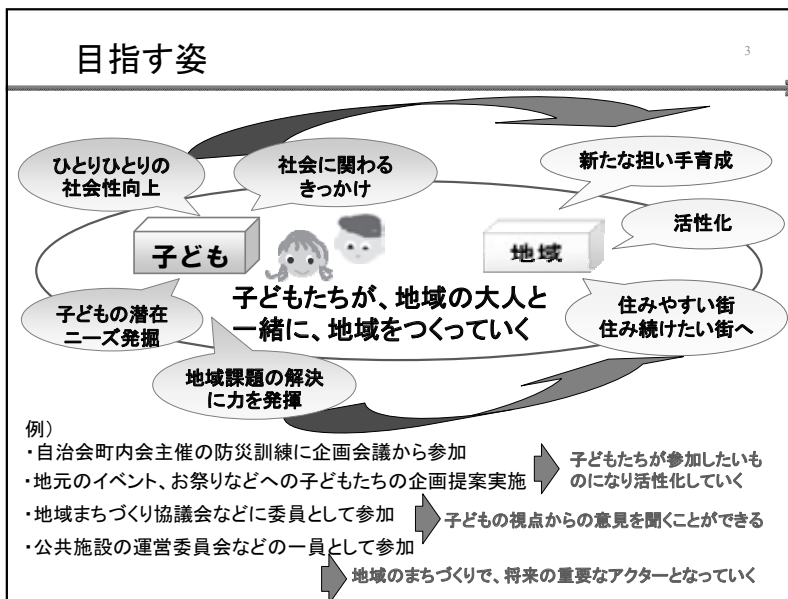 目指す姿
3
ひとりひとりの
社会性向上
社会に関わる
きっかけ
新たな担い手育成
活性化
子ども
地域
子どもの潜在
ニーズ発掘
子どもたちが、地域の大人と
一緒に、地域をつくっていく
住みやすい街
住み続けたい街へ
地域課題の解決
に力を発揮
例）
・自治会町内会主催の防災訓練に企画会議から参加
・地元のイベント、お祭りなどへの子どもたちの企画提案実施
子どもたちが参加したいも
のになり活性化していく
・地域まちづくり協議会などに委員として参加
子どもの視点からの意見を聞くことができる
・公共施設の運営委員会などの一員として参加
地域のまちづくりで、将来の重要なアクターとなっていく